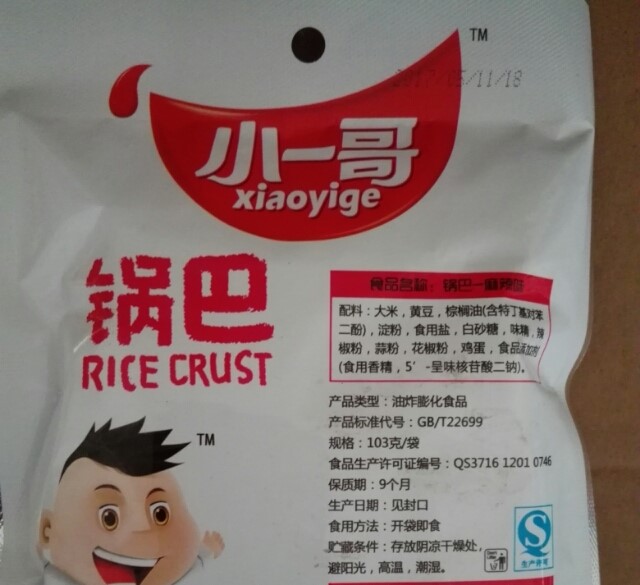 TM
小一哥
xiaoyige
锅巴
RICE CRUST
TM
食品名称：锅巴—麻辣味
配料：大米，黄豆，棕榈油(含特丁基对苯
二酚)，淀粉，食用盐，白砂糖，味精，辣
椒粉，蒜粉，花椒粉，鸡蛋，食品添加剂
(食用香精，5′-呈味核苷酸二钠)。
产品类型：油炸膨化食品
产品标准代号：GB/T22699
规格：103克/袋
食品生产许可证编号：QS3716 1201 0746
保质期：9个月
生产日期：见封口
食用方法：开袋即食
贮藏条件：存放阴凉干燥处，
避阳光，高温，潮湿。
生产许可